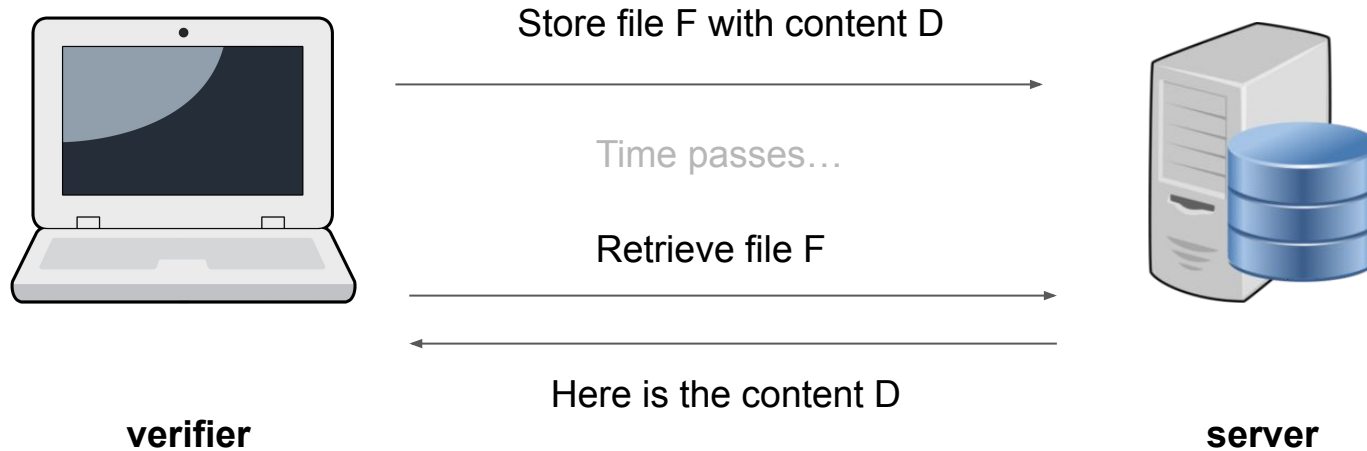 Store file F with content D
Time passes…
Retrieve file F
Here is the content D
verifier
server